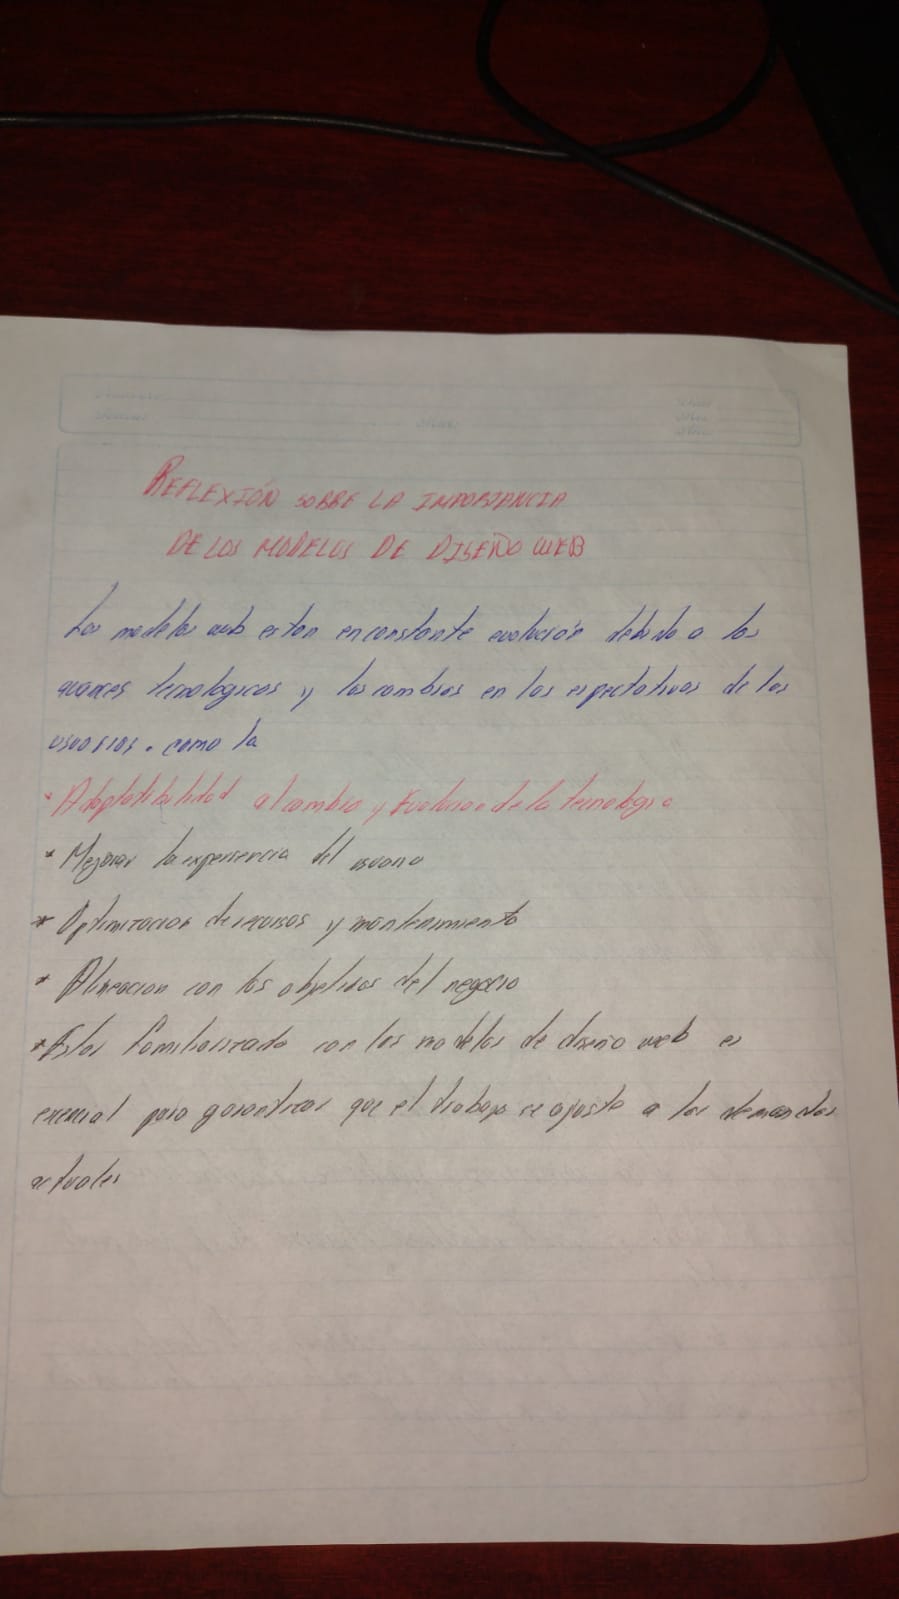 REFLEXIÓN SOBRE LA IMPORTANCIA
DE LOS MODELOS DE DISEÑO WEB
Los modelos web estan en constante evolución debido a los
avances tecnologicos y los cambios en las expectativas de los
usuarios. como la
* Adaptabilidad al cambio y Evolucion de la tecnologia
* Mejorar la experiencia del usuario
* Optimizacion de recursos y mantenimiento
* Alineacion con los objetivos del negocio
* Estar familiarizado con los modelos de diseño web es
esencial para garantizar que el trabajo se ajusta a las demandas
actuales